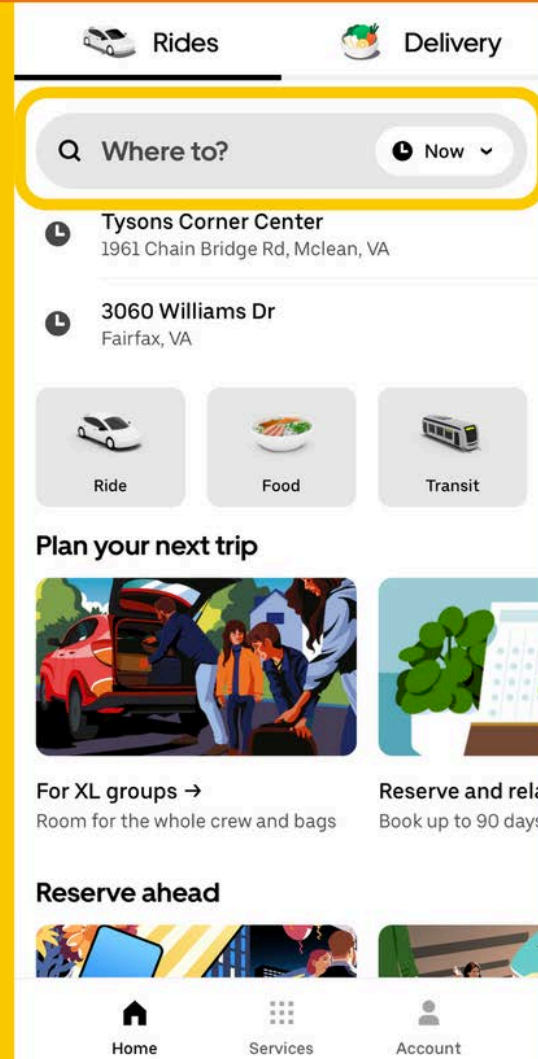 Rides
Delivery
Where to?
Now
Tysons Corner Center
1961 Chain Bridge Rd, Mclean, VA
3060 Williams Dr
Fairfax, VA
Ride
Food
Transit
Plan your next trip
For XL groups →
Room for the whole crew and bags
Reserve and rela
Book up to 90 days
Reserve ahead
Home
Services
Account